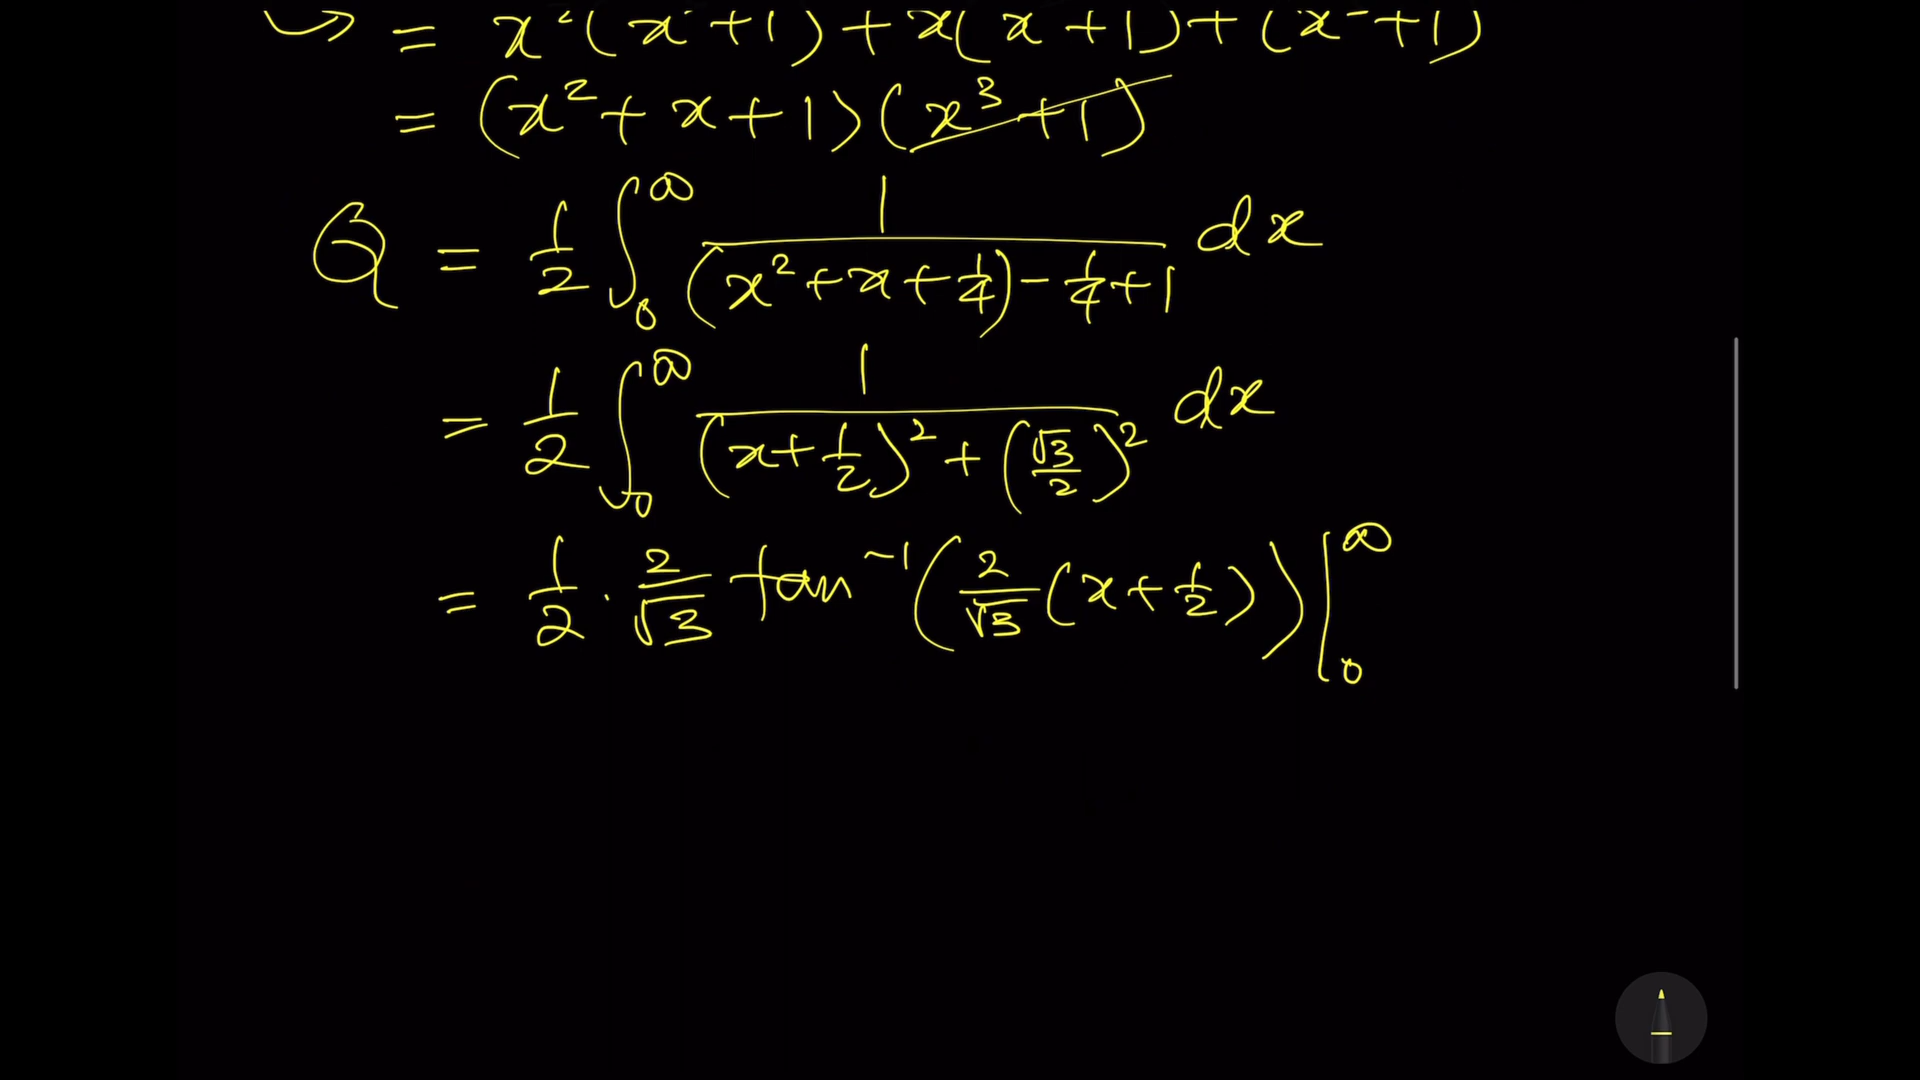 = x²(x³+1)+x(x³+1)+(x³+1)
= (x²+x+1)(x³+1)
Q = 1/2 ∫₀^∞ 1/((x²+x+1/4)-1/4+1) dx
= 1/2 ∫₀^∞ 1/((x+1/2)²+(√3/2)²) dx
= 1/2 · 2/√3 tan⁻¹(2/√3(x+1/2))|₀^∞